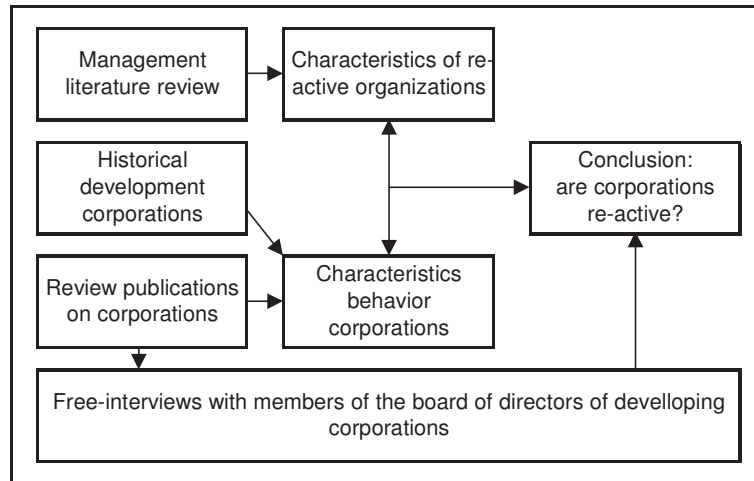 Management
literature review
Characteristics of re-
active organizations
Historical
development
corporations
Conclusion:
are corporations
re-active?
Review publications
on corporations
Characteristics
behavior
corporations
Free-interviews with members of the board of directors of develloping
corporations